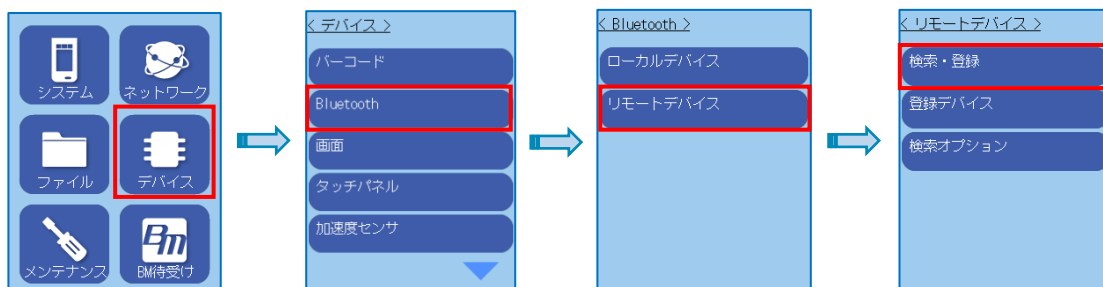 システム
ネットワーク
ファイル
デバイス
メンテナンス
Bm
BM待受け
< デバイス >
バーコード
Bluetooth
画面
タッチパネル
加速度センサ
< Bluetooth >
ローカルデバイス
リモートデバイス
< リモートデバイス >
検索・登録
登録デバイス
検索オプション